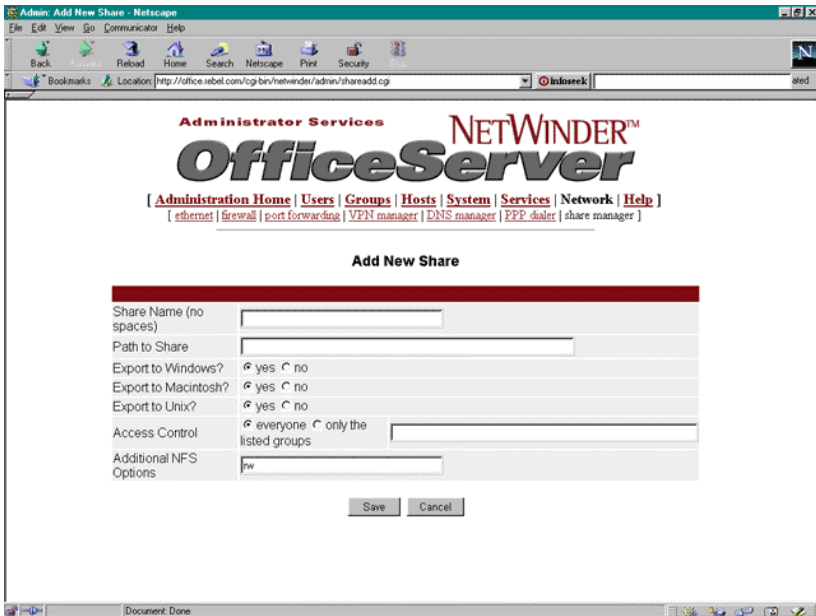 Admin: Add New Share - Netscape
File Edit View Go Communicator Help
Back Forward Reload Home Search Netscape Print Security Stop
Bookmarks Location: http://office.rebel.com/cgi-bin/netwinder/admin/shareadd.cgi infoseek ated
Administrator Services NETWINDER™
OfficeServer
[ Administration Home | Users | Groups | Hosts | System | Services | Network | Help ]
[ ethernet | firewall | port forwarding | VPN manager | DNS manager | PPP dialer | share manager ]
Add New Share
Share Name (no
spaces)
Path to Share
Export to Windows? yes no
Export to Macintosh? yes no
Export to Unix? yes no
Access Control everyone only the
listed groups
Additional NFS
Options rw
Save Cancel
Document: Done